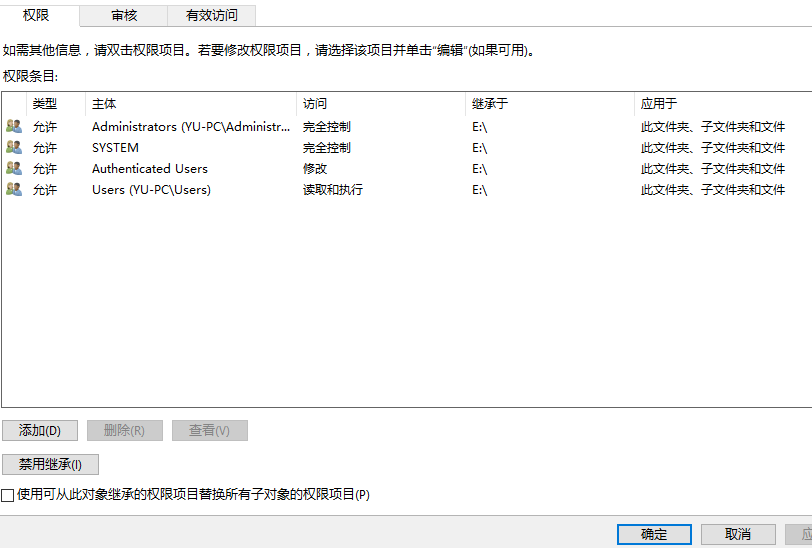 权限 审核 有效访问
如需其他信息，请双击权限项目。若要修改权限项目，请选择该项目并单击“编辑”(如果可用)。
权限条目:
类型 主体 访问 继承于 应用于
允许 Administrators (YU-PC\Administr... 完全控制 E:\ 此文件夹、子文件夹和文件
允许 SYSTEM 完全控制 E:\ 此文件夹、子文件夹和文件
允许 Authenticated Users 修改 E:\ 此文件夹、子文件夹和文件
允许 Users (YU-PC\Users) 读取和执行 E:\ 此文件夹、子文件夹和文件
添加(D) 删除(R) 查看(V)
禁用继承(I)
使用可从此对象继承的权限项目替换所有子对象的权限项目(P)
确定 取消